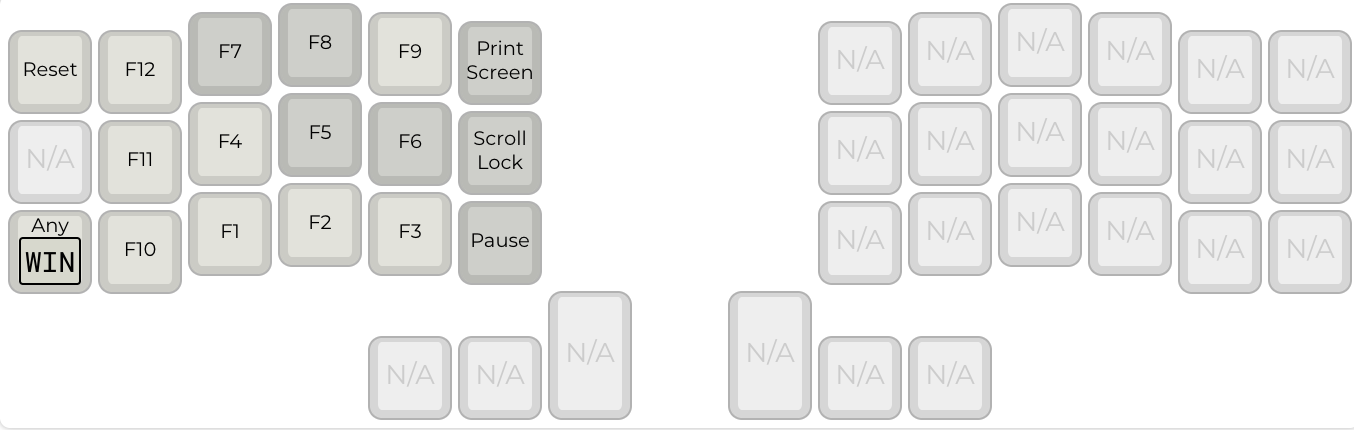 Reset F12 F7 F8 F9 Print Screen N/A N/A N/A N/A N/A N/A
N/A F11 F4 F5 F6 Scroll Lock N/A N/A N/A N/A N/A N/A
Any WIN F10 F1 F2 F3 Pause N/A N/A N/A N/A N/A N/A
N/A N/A N/A N/A N/A N/A